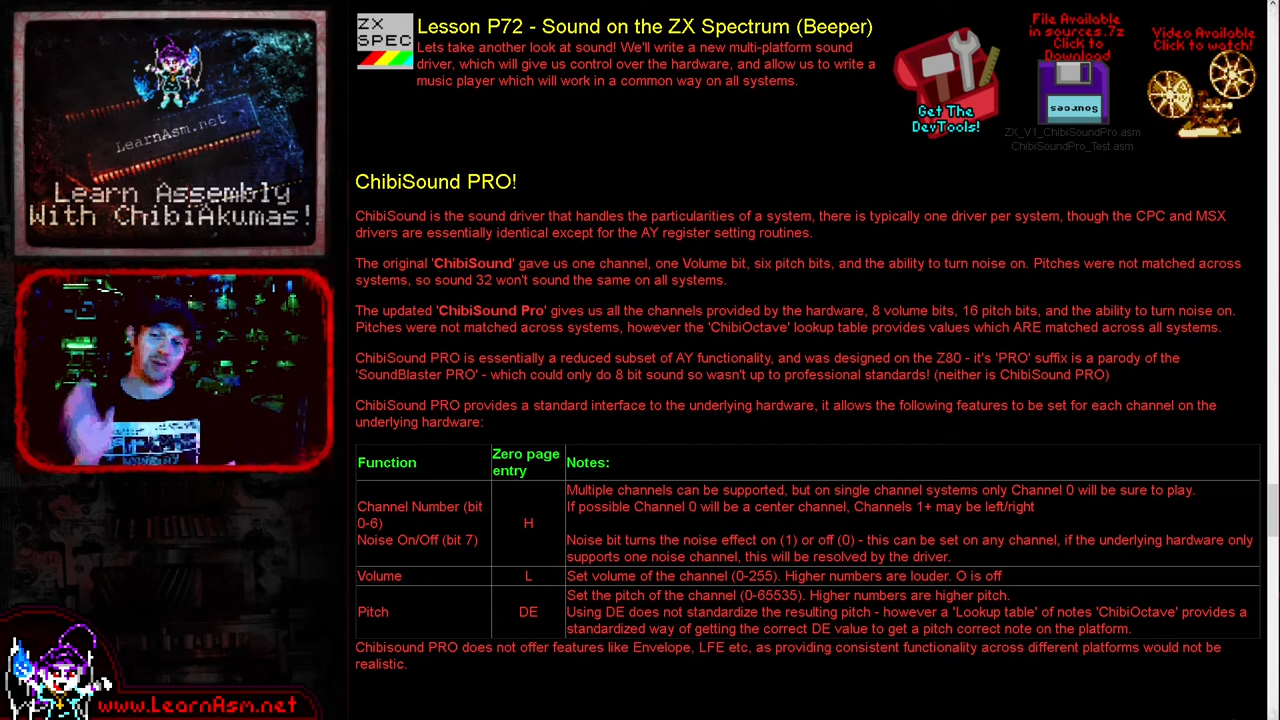 LearnAsm.net
Learn Assembly
With ChibiAkumas!
ZX
SPEC
Lesson P72 - Sound on the ZX Spectrum (Beeper)
Lets take another look at sound! We'll write a new multi-platform sound
driver, which will give us control over the hardware, and allow us to write a
music player which will work in a common way on all systems.
Get The
DevTools!
File Available
in sources.7z
Click to
Download
Sources
ZX_V1_ChibiSoundPro.asm
ChibiSoundPro_Test.asm
Video Available
Click to watch!
ChibiSound PRO!
ChibiSound is the sound driver that handles the particularities of a system, there is typically one driver per system, though the CPC and MSX
drivers are essentially identical except for the AY register setting routines.
The original 'ChibiSound' gave us one channel, one Volume bit, six pitch bits, and the ability to turn noise on. Pitches were not matched across
systems, so sound 32 won't sound the same on all systems.
The updated 'ChibiSound Pro' gives us all the channels provided by the hardware, 8 volume bits, 16 pitch bits, and the ability to turn noise on.
Pitches were not matched across systems, however the 'ChibiOctave' lookup table provides values which ARE matched across all systems.
ChibiSound PRO is essentially a reduced subset of AY functionality, and was designed on the Z80 - it's 'PRO' suffix is a parody of the
'SoundBlaster PRO' - which could only do 8 bit sound so wasn't up to professional standards! (neither is ChibiSound PRO)
ChibiSound PRO provides a standard interface to the underlying hardware, it allows the following features to be set for each channel on the
underlying hardware:
Function
Zero page
entry
Notes:
Channel Number (bit
0-6)
Noise On/Off (bit 7)
H
Multiple channels can be supported, but on single channel systems only Channel 0 will be sure to play.
If possible Channel 0 will be a center channel, Channels 1+ may be left/right
Noise bit turns the noise effect on (1) or off (0) - this can be set on any channel, if the underlying hardware only
supports one noise channel, this will be resolved by the driver.
Volume
L
Set volume of the channel (0-255). Higher numbers are louder. O is off
Pitch
DE
Set the pitch of the channel (0-65535). Higher numbers are higher pitch.
Using DE does not standardize the resulting pitch - however a 'Lookup table' of notes 'ChibiOctave' provides a
standardized way of getting the correct DE value to get a pitch correct note on the platform.
Chibisound PRO does not offer features like Envelope, LFE etc, as providing consistent functionality across different platforms would not be
realistic.
www.LearnAsm.net